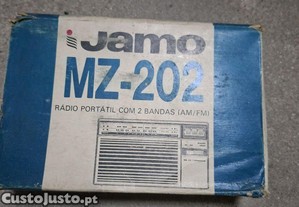 Jamo
MZ-202
RÁDIO PORTÁTIL COM 2 BANDAS (AM/FM)
CustoJusto.pt